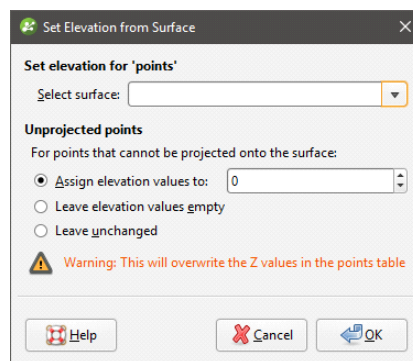 Set Elevation from Surface
Set elevation for 'points'
Select surface:
Unprojected points
For points that cannot be projected onto the surface:
Assign elevation values to: 0
Leave elevation values empty
Leave unchanged
Warning: This will overwrite the Z values in the points table
Help Cancel OK